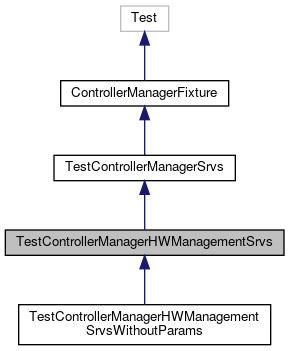 Test
ControllerManagerFixture
TestControllerManagerSrvs
TestControllerManagerHWManagementSrvs
TestControllerManagerHWManagement
SrvsWithoutParams